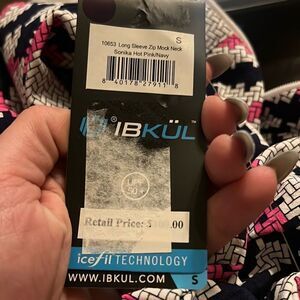 S
10653 Long Sleeve Zip Mock Neck
Sonika Hot Pink/Navy
8 40178 27911 8
IBKÜL™
UPF
50+
Retail Price: $
.00
icefil TECHNOLOGY
WWW.IBKUL.COM
S